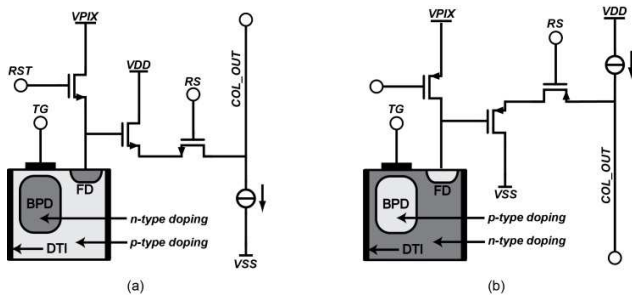 VPIX
RST
VDD
RS
TG
COL_OUT
BPD
FD
n-type doping
p-type doping
DTI
VSS
(a)
VPIX
RS
VDD
TG
VSS
COL_OUT
BPD
FD
p-type doping
n-type doping
DTI
(b)